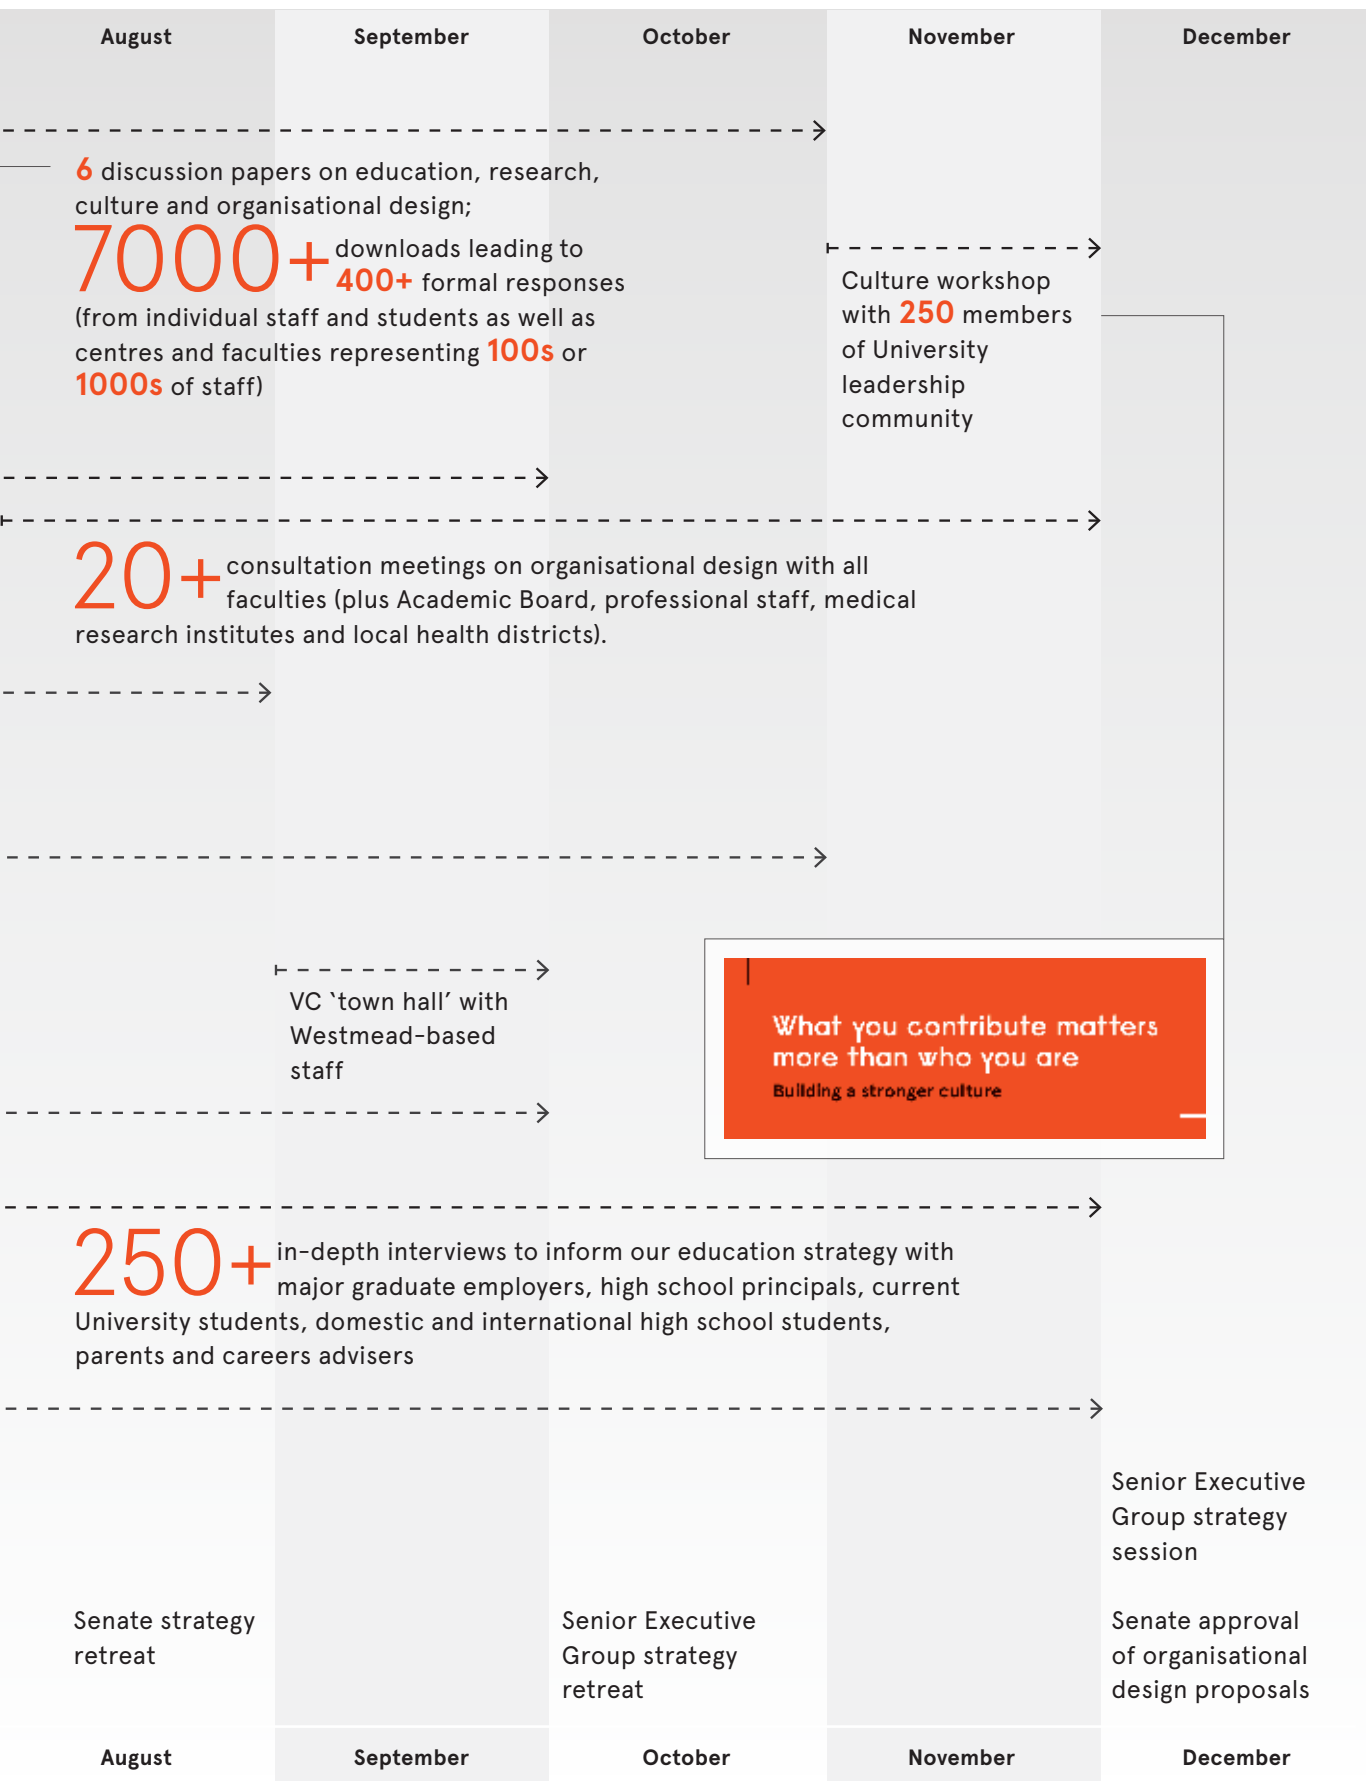 August September October November December
6 discussion papers on education, research,
culture and organisational design;
7000+ downloads leading to
400+ formal responses
(from individual staff and students as well as
centres and faculties representing 100s or
1000s of staff)
Culture workshop
with 250 members
of University
leadership
community
20+ consultation meetings on organisational design with all
faculties (plus Academic Board, professional staff, medical
research institutes and local health districts).
VC ‘town hall’ with
Westmead-based
staff
What you contribute matters
more than who you are
Building a stronger culture
250+ in-depth interviews to inform our education strategy with
major graduate employers, high school principals, current
University students, domestic and international high school students,
parents and careers advisers
Senior Executive
Group strategy
session
Senate strategy
retreat
Senior Executive
Group strategy
retreat
Senate approval
of organisational
design proposals
August September October November December